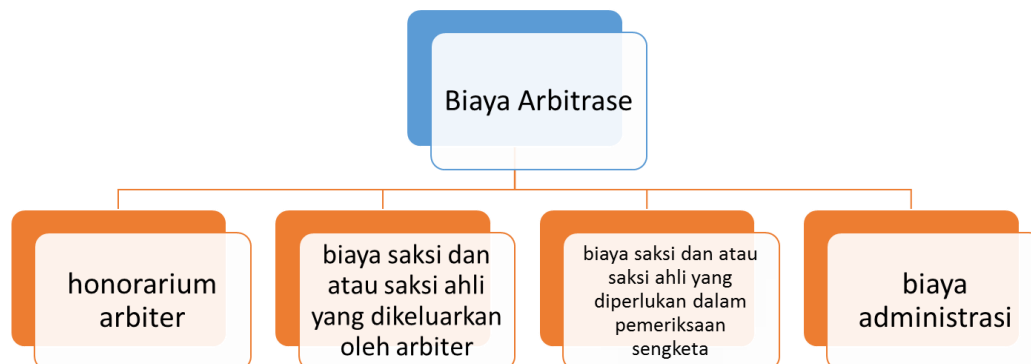 Biaya Arbitrase
honorarium
arbiter
biaya saksi dan
atau saksi ahli
yang dikeluarkan
oleh arbiter
biaya saksi dan atau
saksi ahli yang
diperlukan dalam
pemeriksaan
sengketa
biaya
administrasi